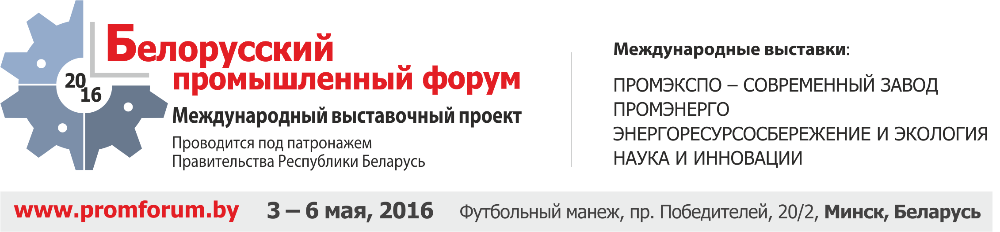 20
16
Белорусский
промышленный форум
Международный выставочный проект
Проводится под патронажем
Правительства Республики Беларусь
Международные выставки:
ПРОМЭКСПО – СОВРЕМЕННЫЙ ЗАВОД
ПРОМЭНЕРГО
ЭНЕРГОРЕСУРСОСБЕРЕЖЕНИЕ И ЭКОЛОГИЯ
НАУКА И ИННОВАЦИИ
www.promforum.by 3 – 6 мая, 2016 Футбольный манеж, пр. Победителей, 20/2, Минск, Беларусь